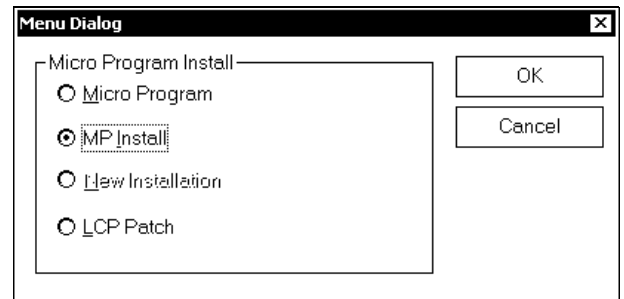 Menu Dialog
Micro Program Install
Micro Program
MP Install
New Installation
LCP Patch
OK
Cancel